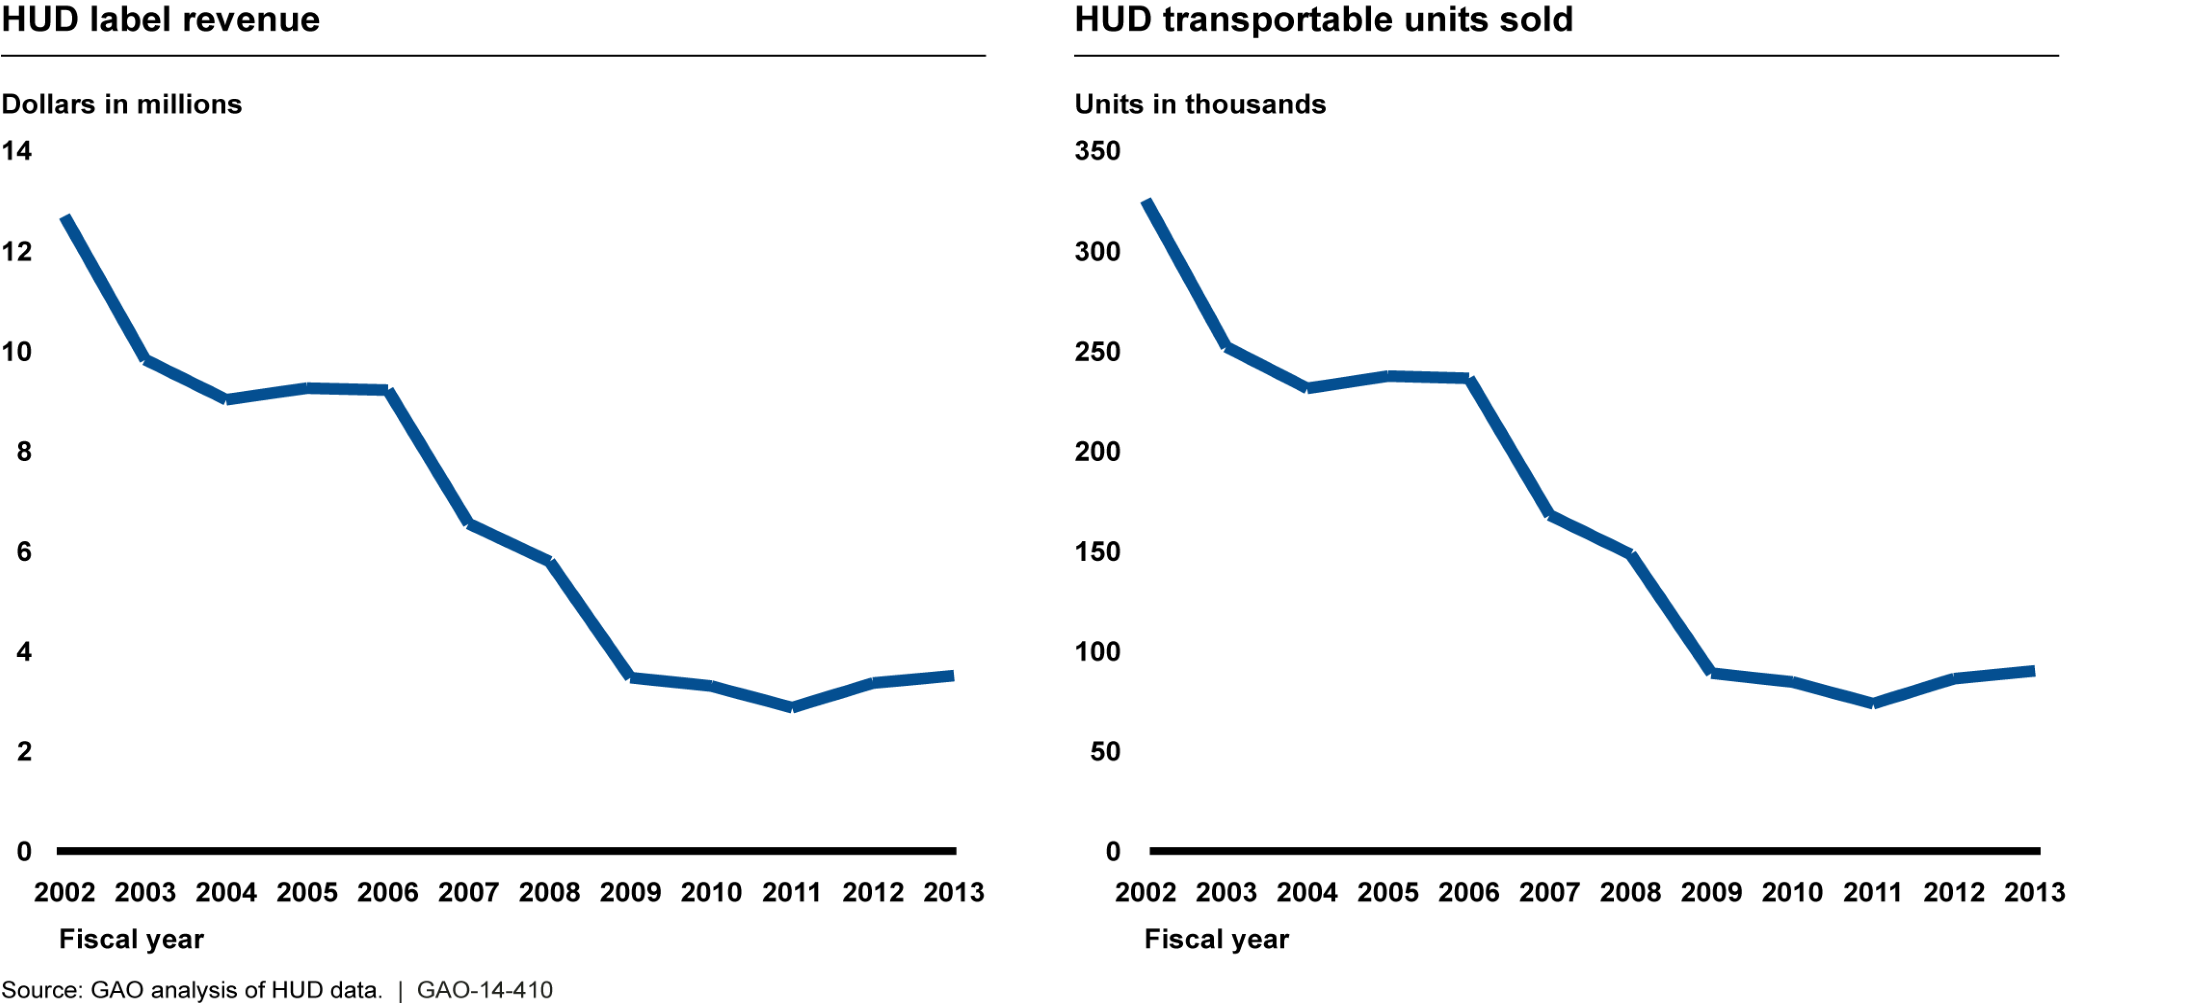 HUD label revenue
Dollars in millions
14
12
10
8
6
4
2
0
2002 2003 2004 2005 2006 2007 2008 2009 2010 2011 2012 2013
Fiscal year
HUD transportable units sold
Units in thousands
350
300
250
200
150
100
50
0
2002 2003 2004 2005 2006 2007 2008 2009 2010 2011 2012 2013
Fiscal year
Source: GAO analysis of HUD data. | GAO-14-410